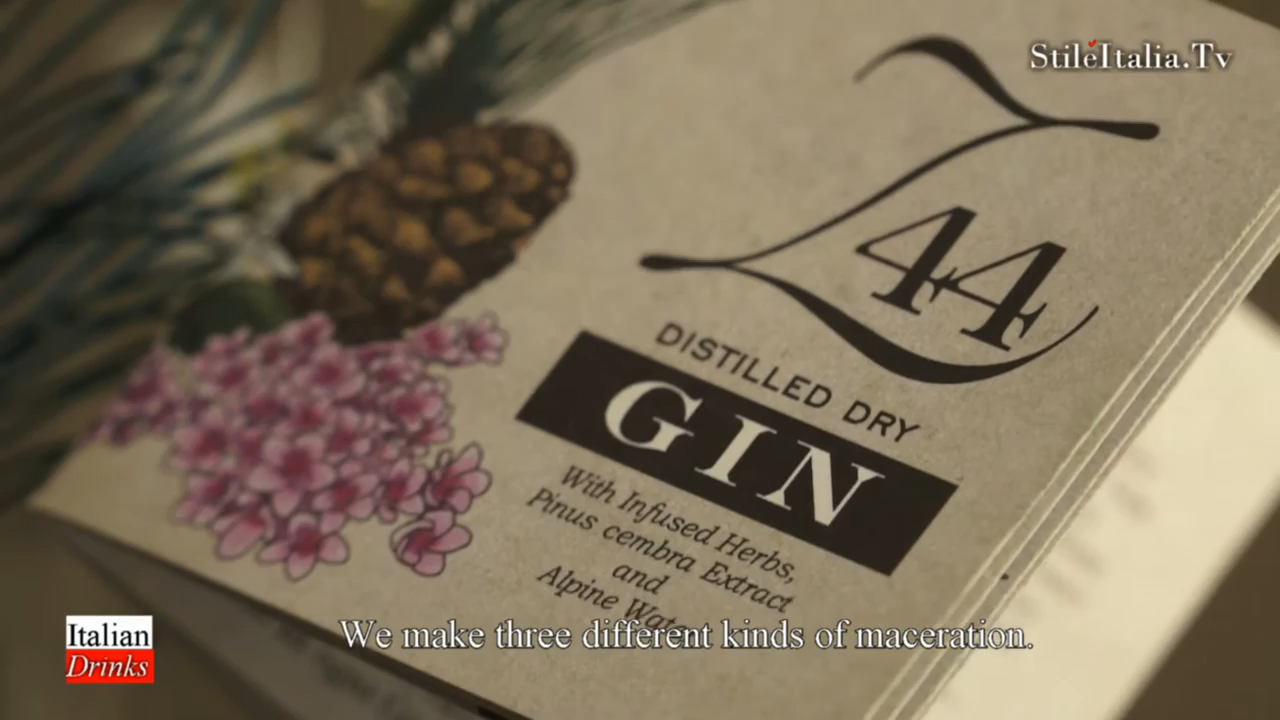 StileItalia.Tv
Z
44
DISTILLED DRY
GIN
With Infused Herbs,
Pinus cembra Extract
and
Alpine
We make three different kinds of maceration.
Italian
Drinks